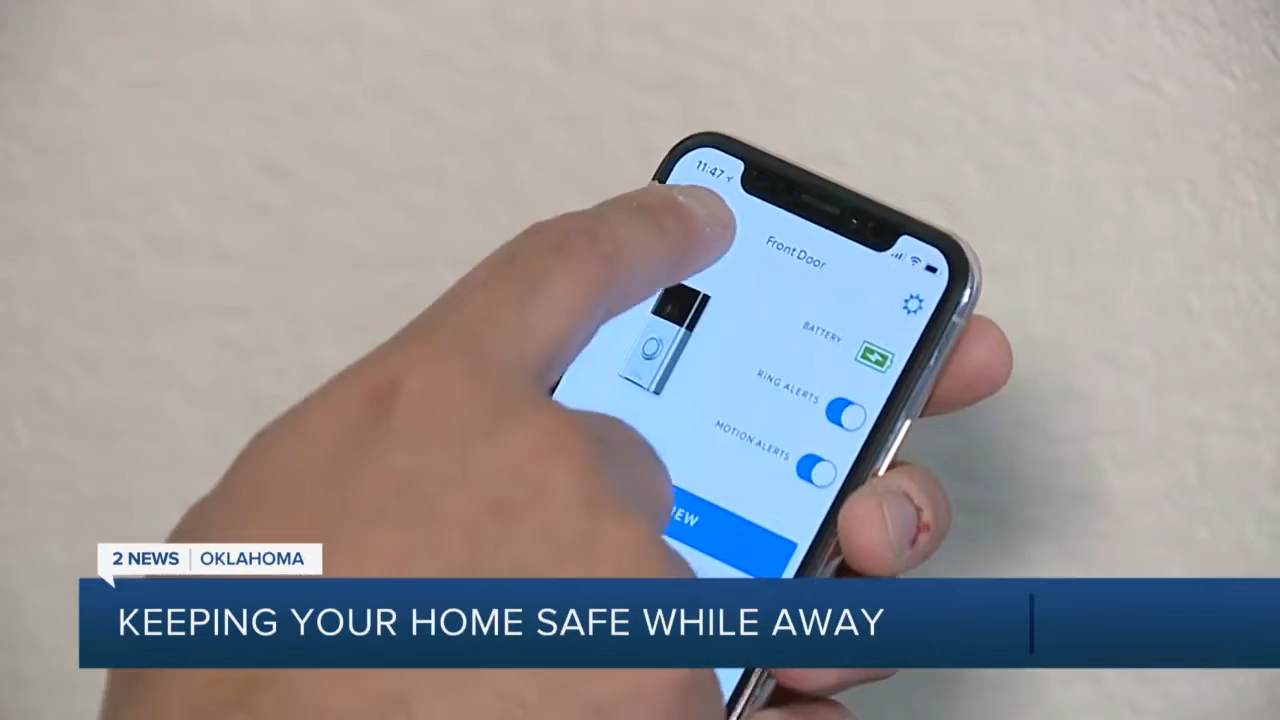 11:47
Front Door
BATTERY
RING ALERTS
MOTION ALERTS
2 NEWS | OKLAHOMA
KEEPING YOUR HOME SAFE WHILE AWAY